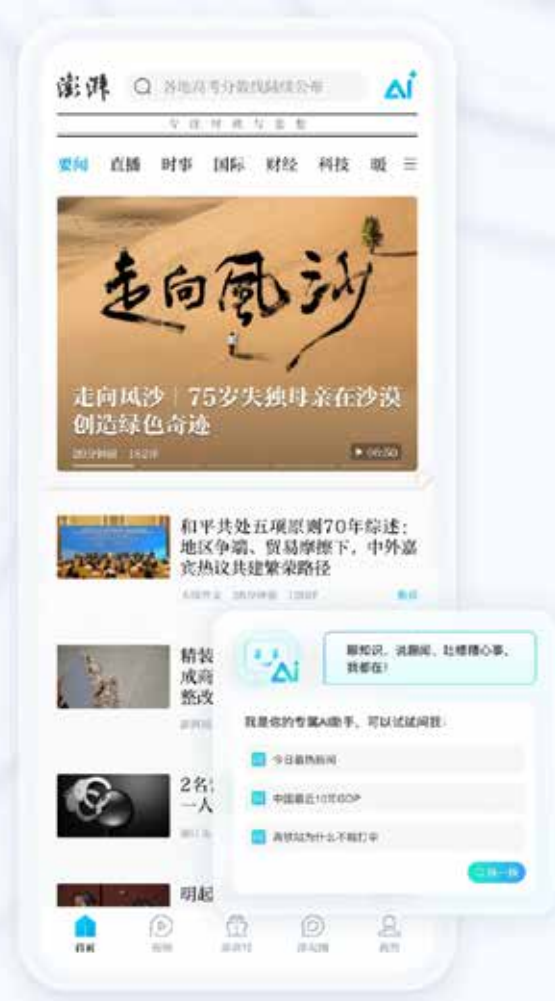 澎湃
各地高考分数线陆续公布
AI
专注时政与思想
要闻 直播 时事 国际 财经 科技 暖
走向風沙
走向风沙|75岁失独母亲在沙漠
创造绿色奇迹
06:50
和平共处五项原则70年综述:
地区争端、贸易摩擦下,中外嘉
宾热议共建繁荣路径
精装
成商
整改
2名
一人
明起
聊知识、说趣闻、吐槽糟心事,
我都在!
Ai
我是你的专属AI助手,可以试试问我:
今日最热新闻
中国最近10年GDP
高铁站为什么不能打伞
换一换
首页